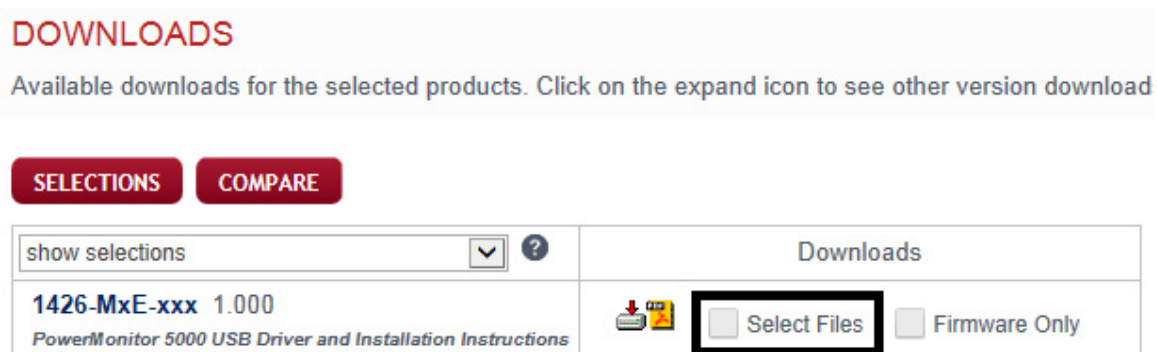 DOWNLOADS
Available downloads for the selected products. Click on the expand icon to see other version download
SELECTIONS COMPARE
show selections ? Downloads
1426-MxE-xxx 1.000
PowerMonitor 5000 USB Driver and Installation Instructions
Select Files Firmware Only